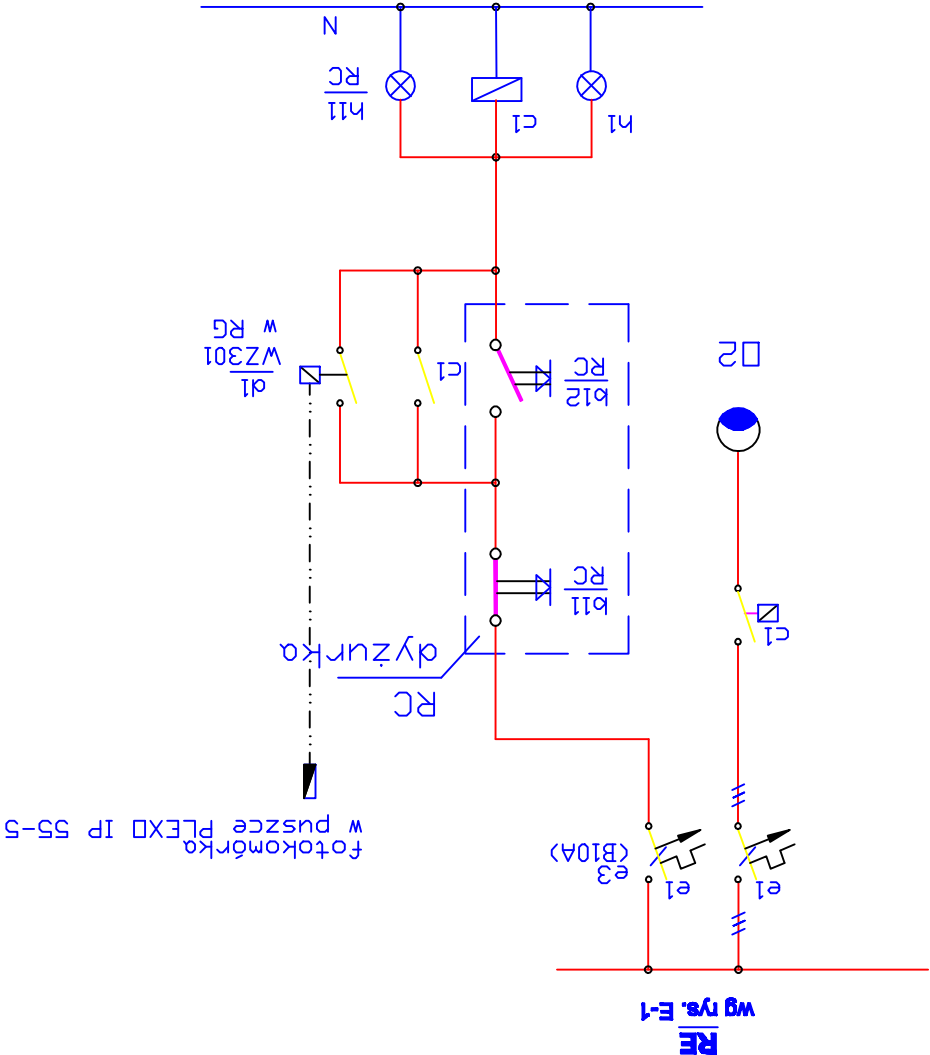 RE
wg rys. E-1
e1
e1
e3
(B10A)
fotokomórka
w puszce PLEXO IP 55-5
RC
dyżurka
c1
b11
RC
b12
RC
c1
d1
WZ301
w RG
O2
h1
c1
h11
RC
N